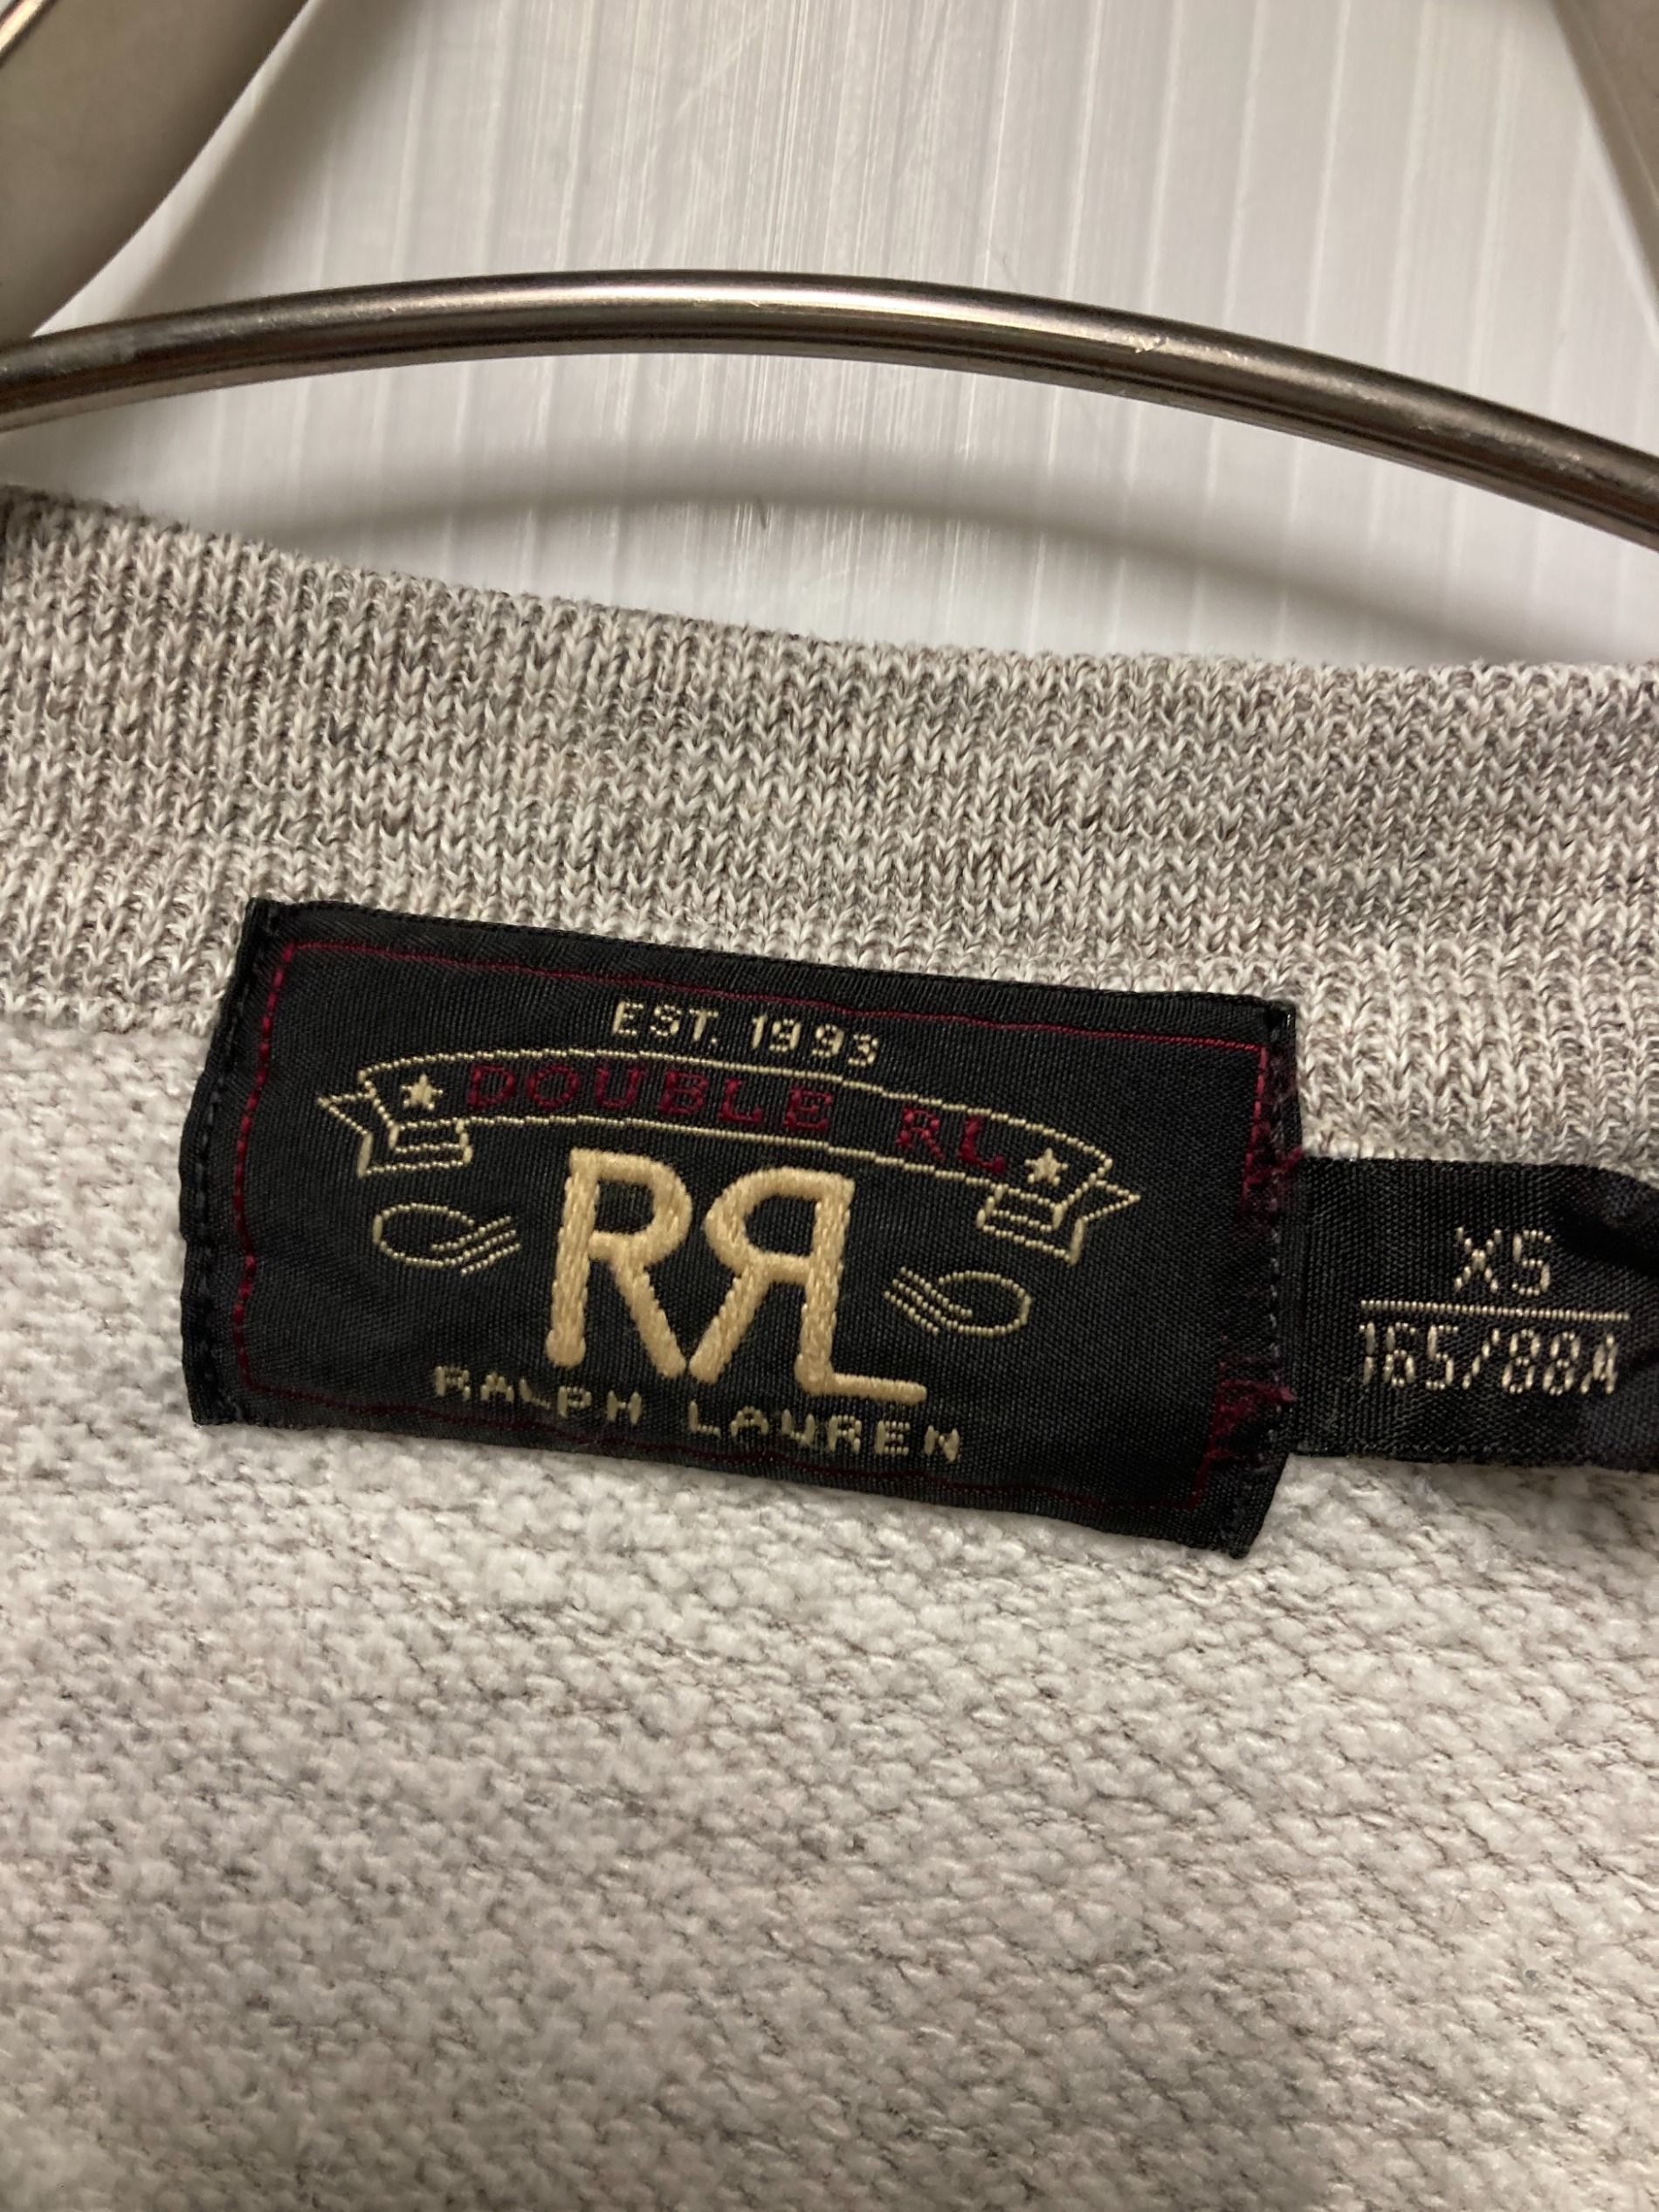 EST. 1993
DOUBLE RL
RRL
RALPH LAUREN
XS
165/88A